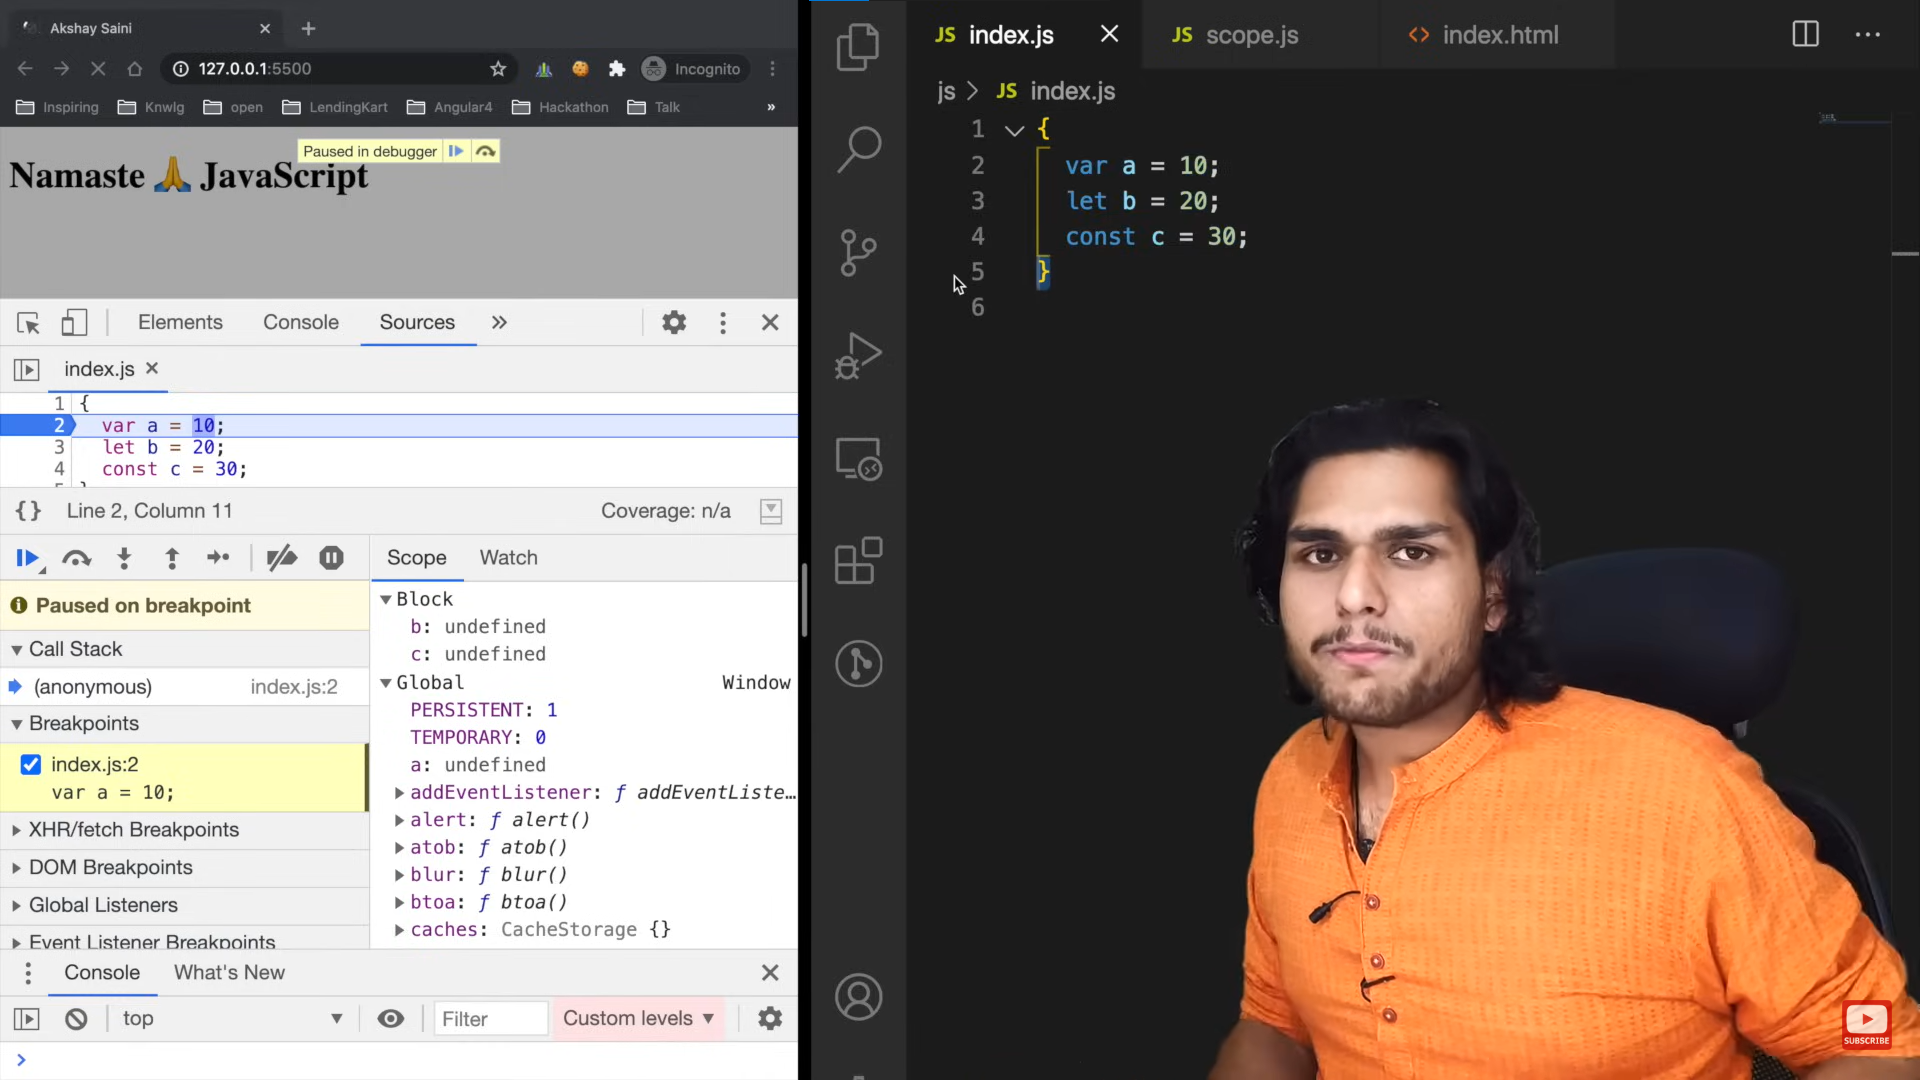 Akshay Saini
127.0.0.1:5500
Incognito
Inspiring
Knwlg
open
LendingKart
Angular4
Hackathon
Talk
»
Paused in debugger
Namaste 🙏 JavaScript
Elements
Console
Sources
»
index.js
1 {
2 var a = 10;
3 let b = 20;
4 const c = 30;
{ } Line 2, Column 11
Coverage: n/a
Paused on breakpoint
Call Stack
(anonymous)
index.js:2
Breakpoints
index.js:2
var a = 10;
XHR/fetch Breakpoints
DOM Breakpoints
Global Listeners
Event Listener Breakpoints
Scope
Watch
Block
b: undefined
c: undefined
Global
Window
PERSISTENT: 1
TEMPORARY: 0
a: undefined
addEventListener: ƒ addEventListe…
alert: ƒ alert()
atob: ƒ atob()
blur: ƒ blur()
btoa: ƒ btoa()
caches: CacheStorage {}
Console
What's New
top
Filter
Custom levels
>
JS index.js
JS scope.js
<> index.html
js > JS index.js
1 {
2 var a = 10;
3 let b = 20;
4 const c = 30;
5 }
6
SUBSCRIBE